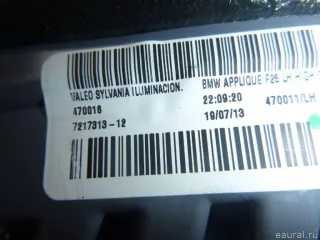 VALEO SYLVANIA ILUMINACION.
BMW APPLIQUE F25 LH HIGH
470016
22:09:20
470011/LH
7217313-12
19/07/13
eaural.ru